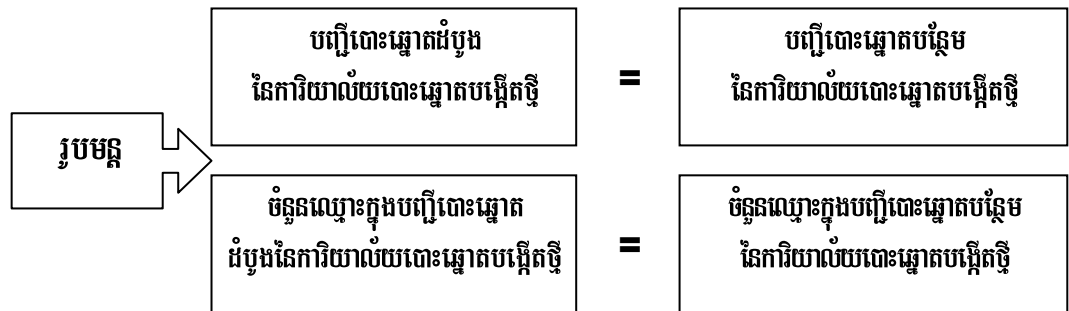 រូបមន្ត
បញ្ជីបោះឆ្នោតដំបូង
នៃការិយាល័យបោះឆ្នោតបង្កើតថ្មី
=
បញ្ជីបោះឆ្នោតបន្ថែម
នៃការិយាល័យបោះឆ្នោតបង្កើតថ្មី
ចំនួនឈ្មោះក្នុងបញ្ជីបោះឆ្នោត
ដំបូងនៃការិយាល័យបោះឆ្នោតបង្កើតថ្មី
=
ចំនួនឈ្មោះក្នុងបញ្ជីបោះឆ្នោតបន្ថែម
នៃការិយាល័យបោះឆ្នោតបង្កើតថ្មី